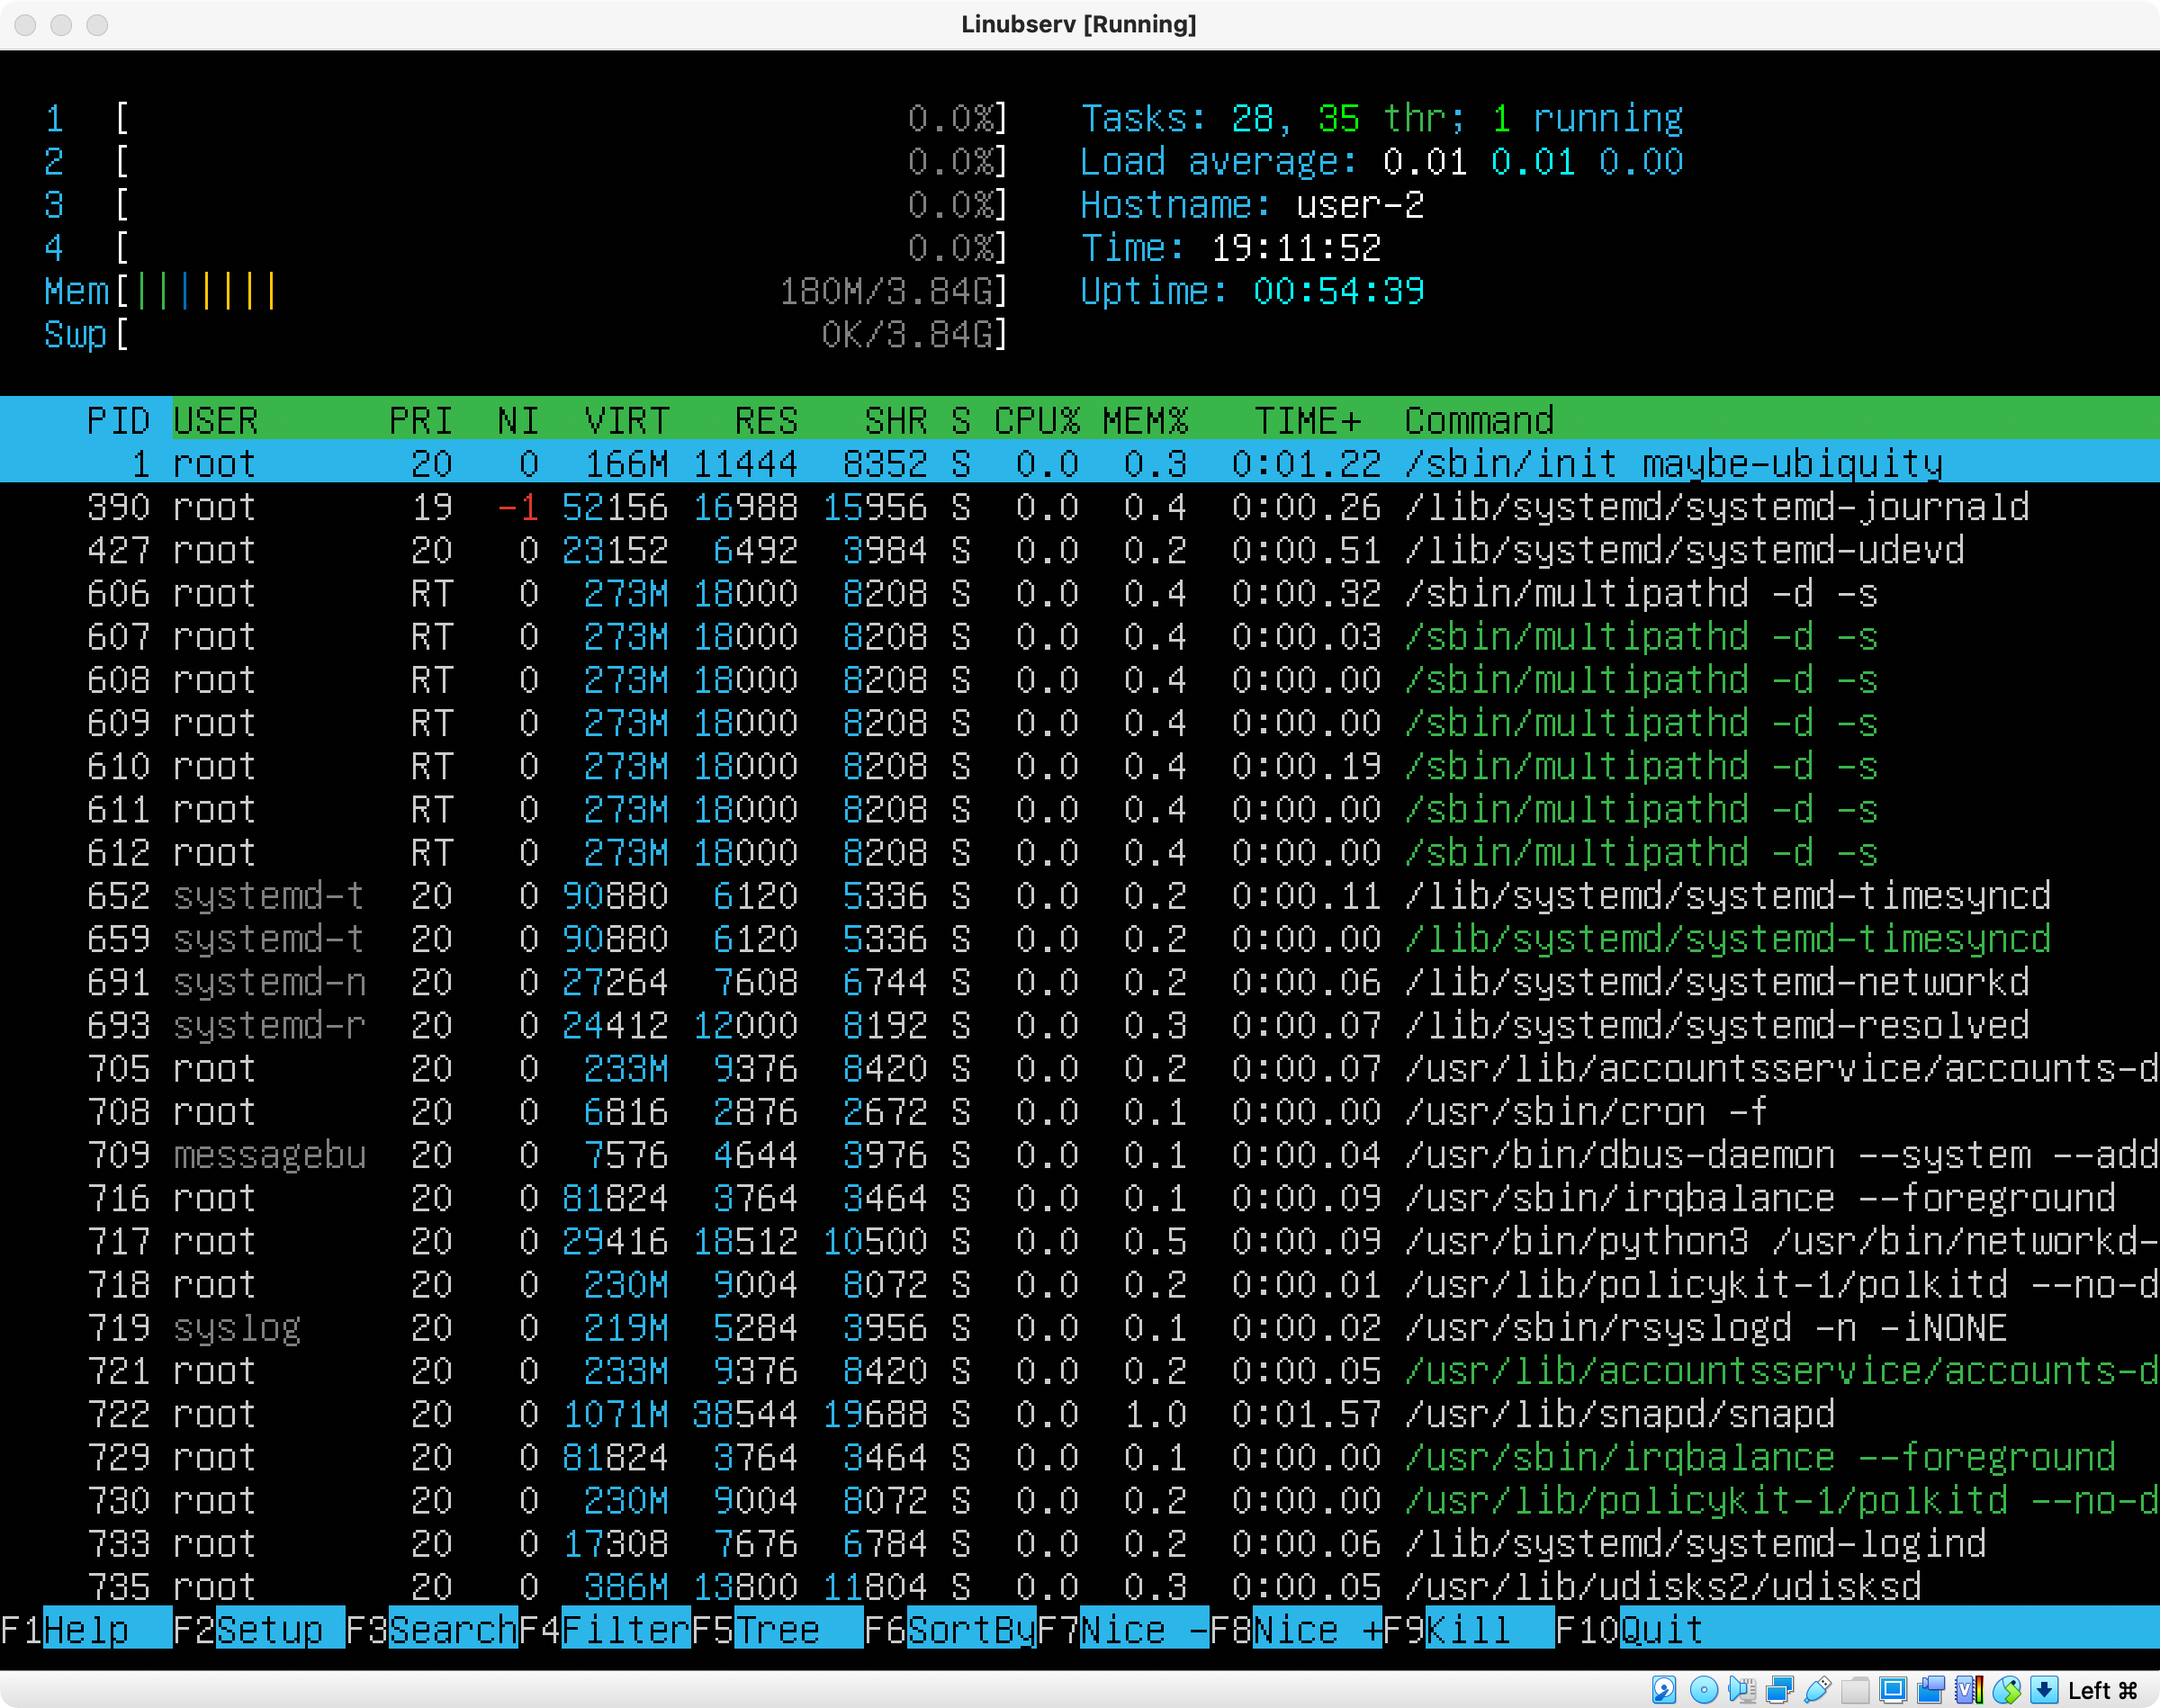 Linubserv [Running]
1 [ 0.0%] Tasks: 28, 35 thr; 1 running
2 [ 0.0%] Load average: 0.01 0.01 0.00
3 [ 0.0%] Hostname: user-2
4 [ 0.0%] Time: 19:11:52
Mem[||||||| 180M/3.84G] Uptime: 00:54:39
Swp[ 0K/3.84G]
PID USER PRI NI VIRT RES SHR S CPU% MEM% TIME+ Command
1 root 20 0 166M 11444 8352 S 0.0 0.3 0:01.22 /sbin/init maybe-ubiquity
390 root 19 -1 52156 16988 15956 S 0.0 0.4 0:00.26 /lib/systemd/systemd-journald
427 root 20 0 23152 6492 3984 S 0.0 0.2 0:00.51 /lib/systemd/systemd-udevd
606 root RT 0 273M 18000 8208 S 0.0 0.4 0:00.32 /sbin/multipathd -d -s
607 root RT 0 273M 18000 8208 S 0.0 0.4 0:00.03 /sbin/multipathd -d -s
608 root RT 0 273M 18000 8208 S 0.0 0.4 0:00.00 /sbin/multipathd -d -s
609 root RT 0 273M 18000 8208 S 0.0 0.4 0:00.00 /sbin/multipathd -d -s
610 root RT 0 273M 18000 8208 S 0.0 0.4 0:00.19 /sbin/multipathd -d -s
611 root RT 0 273M 18000 8208 S 0.0 0.4 0:00.00 /sbin/multipathd -d -s
612 root RT 0 273M 18000 8208 S 0.0 0.4 0:00.00 /sbin/multipathd -d -s
652 systemd-t 20 0 90880 6120 5336 S 0.0 0.2 0:00.11 /lib/systemd/systemd-timesyncd
659 systemd-t 20 0 90880 6120 5336 S 0.0 0.2 0:00.00 /lib/systemd/systemd-timesyncd
691 systemd-n 20 0 27264 7608 6744 S 0.0 0.2 0:00.06 /lib/systemd/systemd-networkd
693 systemd-r 20 0 24412 12000 8192 S 0.0 0.3 0:00.07 /lib/systemd/systemd-resolved
705 root 20 0 233M 9376 8420 S 0.0 0.2 0:00.07 /usr/lib/accountsservice/accounts-d
708 root 20 0 6816 2876 2672 S 0.0 0.1 0:00.00 /usr/sbin/cron -f
709 messagebu 20 0 7576 4644 3976 S 0.0 0.1 0:00.04 /usr/bin/dbus-daemon --system --add
716 root 20 0 81824 3764 3464 S 0.0 0.1 0:00.09 /usr/sbin/irqbalance --foreground
717 root 20 0 29416 18512 10500 S 0.0 0.5 0:00.09 /usr/bin/python3 /usr/bin/networkd-
718 root 20 0 230M 9004 8072 S 0.0 0.2 0:00.01 /usr/lib/policykit-1/polkitd --no-d
719 syslog 20 0 219M 5284 3956 S 0.0 0.1 0:00.02 /usr/sbin/rsyslogd -n -iNONE
721 root 20 0 233M 9376 8420 S 0.0 0.2 0:00.05 /usr/lib/accountsservice/accounts-d
722 root 20 0 1071M 38544 19688 S 0.0 1.0 0:01.57 /usr/lib/snapd/snapd
729 root 20 0 81824 3764 3464 S 0.0 0.1 0:00.00 /usr/sbin/irqbalance --foreground
730 root 20 0 230M 9004 8072 S 0.0 0.2 0:00.00 /usr/lib/policykit-1/polkitd --no-d
733 root 20 0 17308 7676 6784 S 0.0 0.2 0:00.06 /lib/systemd/systemd-logind
735 root 20 0 386M 13800 11804 S 0.0 0.3 0:00.05 /usr/lib/udisks2/udisksd
F1Help F2Setup F3SearchF4FilterF5Tree F6SortByF7Nice -F8Nice +F9Kill F10Quit
Left ⌘